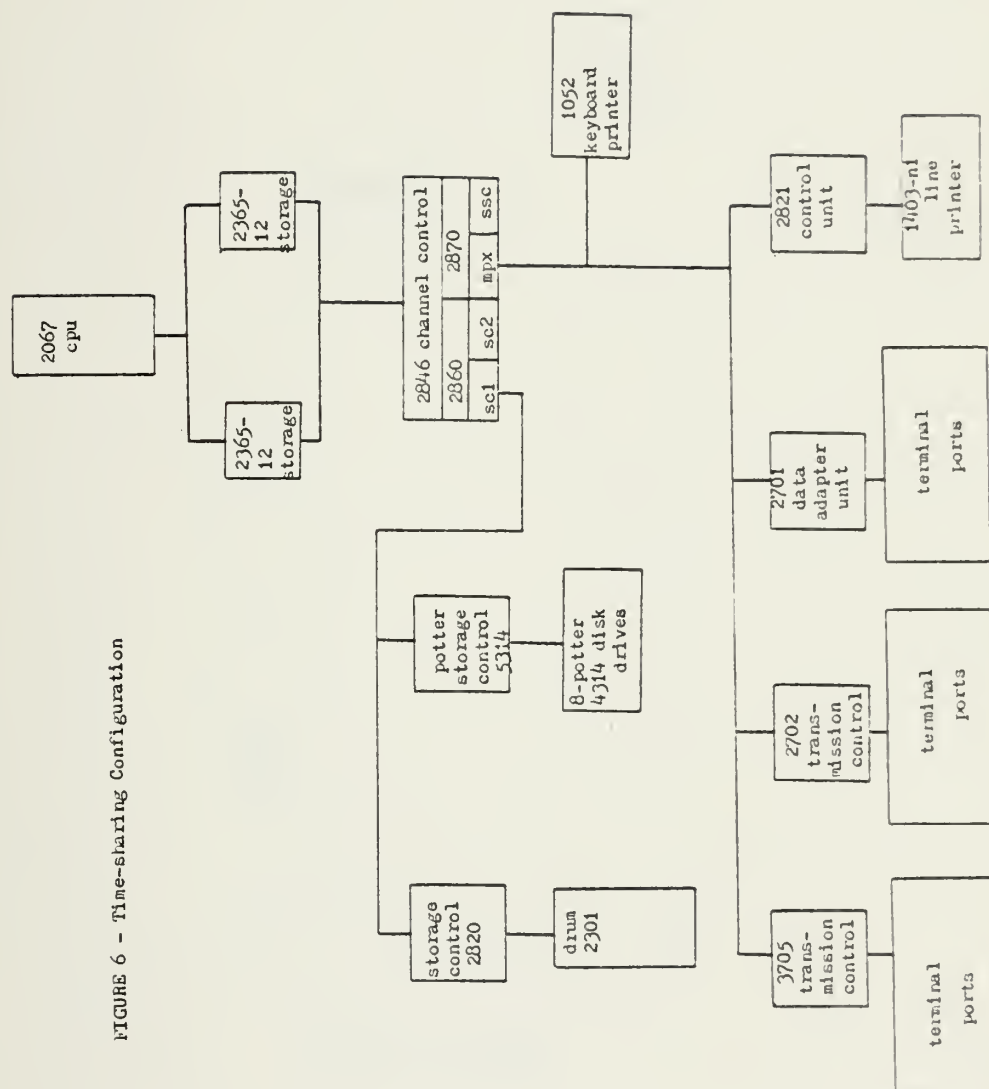 FIGURE 6 - Time-sharing Configuration
2067
cpu
2365-
12
storage
2365-
12
storage
2846 channel control
2860
2870
sc1
sc2
mpx
ssc
1052
keyboard
printer
potter
storage
control
5314
8-potter
4314 disk
drives
storage
control
2820
drum
2301
3705
trans-
mission
control
terminal
ports
2702
trans-
mission
control
terminal
ports
2701
data
adapter
unit
terminal
ports
2821
control
unit
1403-n1
line
printer